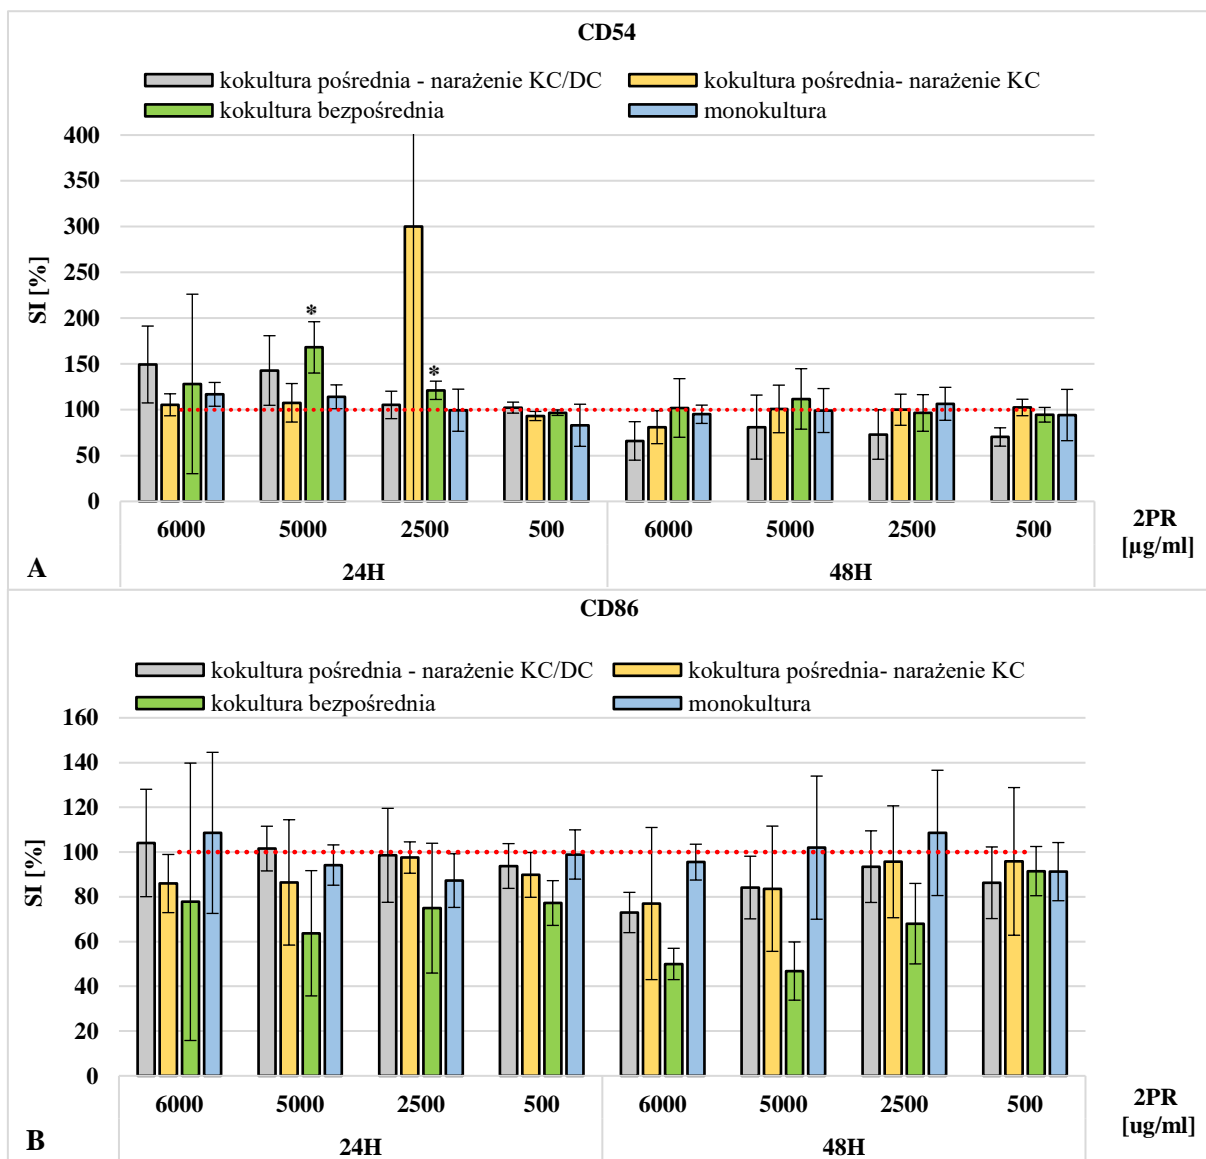 CD54
kokultura pośrednia - narażenie KC/DC
kokultura pośrednia- narażenie KC
kokultura bezpośrednia
monokultura
400
350
300
250
200
150
100
50
0
SI [%]
*
*
6000 5000 2500 500 6000 5000 2500 500
24H 48H
2PR
[µg/ml]
A
CD86
kokultura pośrednia - narażenie KC/DC
kokultura pośrednia- narażenie KC
kokultura bezpośrednia
monokultura
160
140
120
100
80
60
40
20
0
SI [%]
6000 5000 2500 500 6000 5000 2500 500
24H 48H
2PR
[ug/ml]
B